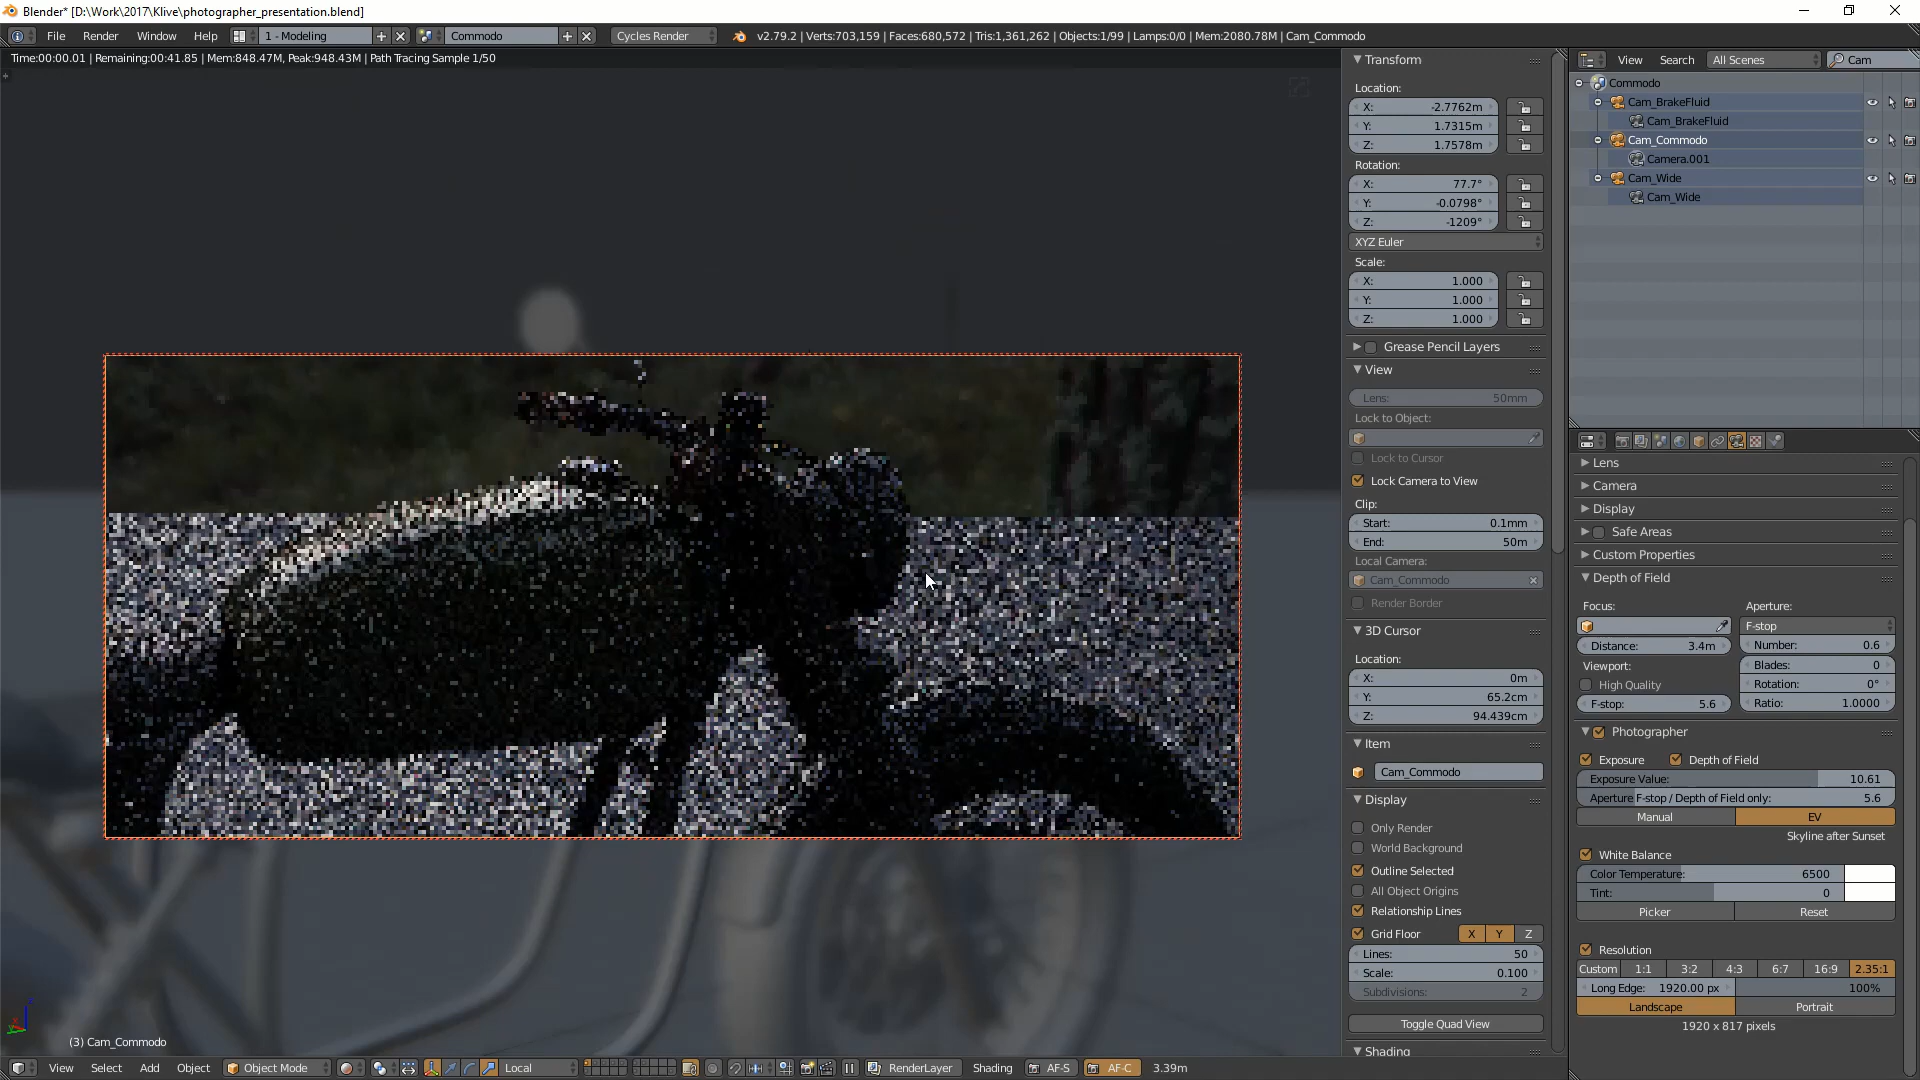 Blender* [D:\Work\2017\Klive\photographer_presentation.blend]
File Render Window Help 1 - Modeling Commodo Cycles Render v2.79.2 | Verts:703,159 | Faces:680,572 | Tris:1,361,262 | Objects:1/99 | Lamps:0/0 | Mem:2080.78M | Cam_Commodo
Time:00:00.01 | Remaining:00:41.85 | Mem:848.47M, Peak:948.43M | Path Tracing Sample 1/50
(3) Cam_Commodo
View Select Add Object Object Mode Local RenderLayer Shading AF-S AF-C 3.39m
Transform
Location:
X: -2.7762m
Y: 1.7315m
Z: 1.7578m
Rotation:
X: 77.7°
Y: -0.0798°
Z: -1209°
XYZ Euler
Scale:
X: 1.000
Y: 1.000
Z: 1.000
Grease Pencil Layers
View
Lens: 50mm
Lock to Object:
Lock to Cursor
Lock Camera to View
Clip:
Start: 0.1mm
End: 50m
Local Camera:
Cam_Commodo
Render Border
3D Cursor
Location:
X: 0m
Y: 65.2cm
Z: 94.439cm
Item
Cam_Commodo
Display
Only Render
World Background
Outline Selected
All Object Origins
Relationship Lines
Grid Floor X Y Z
Lines: 50
Scale: 0.100
Subdivisions: 2
Toggle Quad View
Shading
View Search All Scenes Cam
Commodo
Cam_BrakeFluid
Cam_BrakeFluid
Cam_Commodo
Camera.001
Cam_Wide
Cam_Wide
Lens
Camera
Display
Safe Areas
Custom Properties
Depth of Field
Focus: Aperture:
F-stop
Distance: 3.4m Number: 0.6
Viewport: Blades: 0
High Quality Rotation: 0°
F-stop: 5.6 Ratio: 1.0000
Photographer
Exposure Depth of Field
Exposure Value: 10.61
Aperture F-stop / Depth of Field only: 5.6
Manual EV
Skyline after Sunset
White Balance
Color Temperature: 6500
Tint: 0
Picker Reset
Resolution
Custom 1:1 3:2 4:3 6:7 16:9 2.35:1
Long Edge: 1920.00 px 100%
Landscape Portrait
1920 x 817 pixels